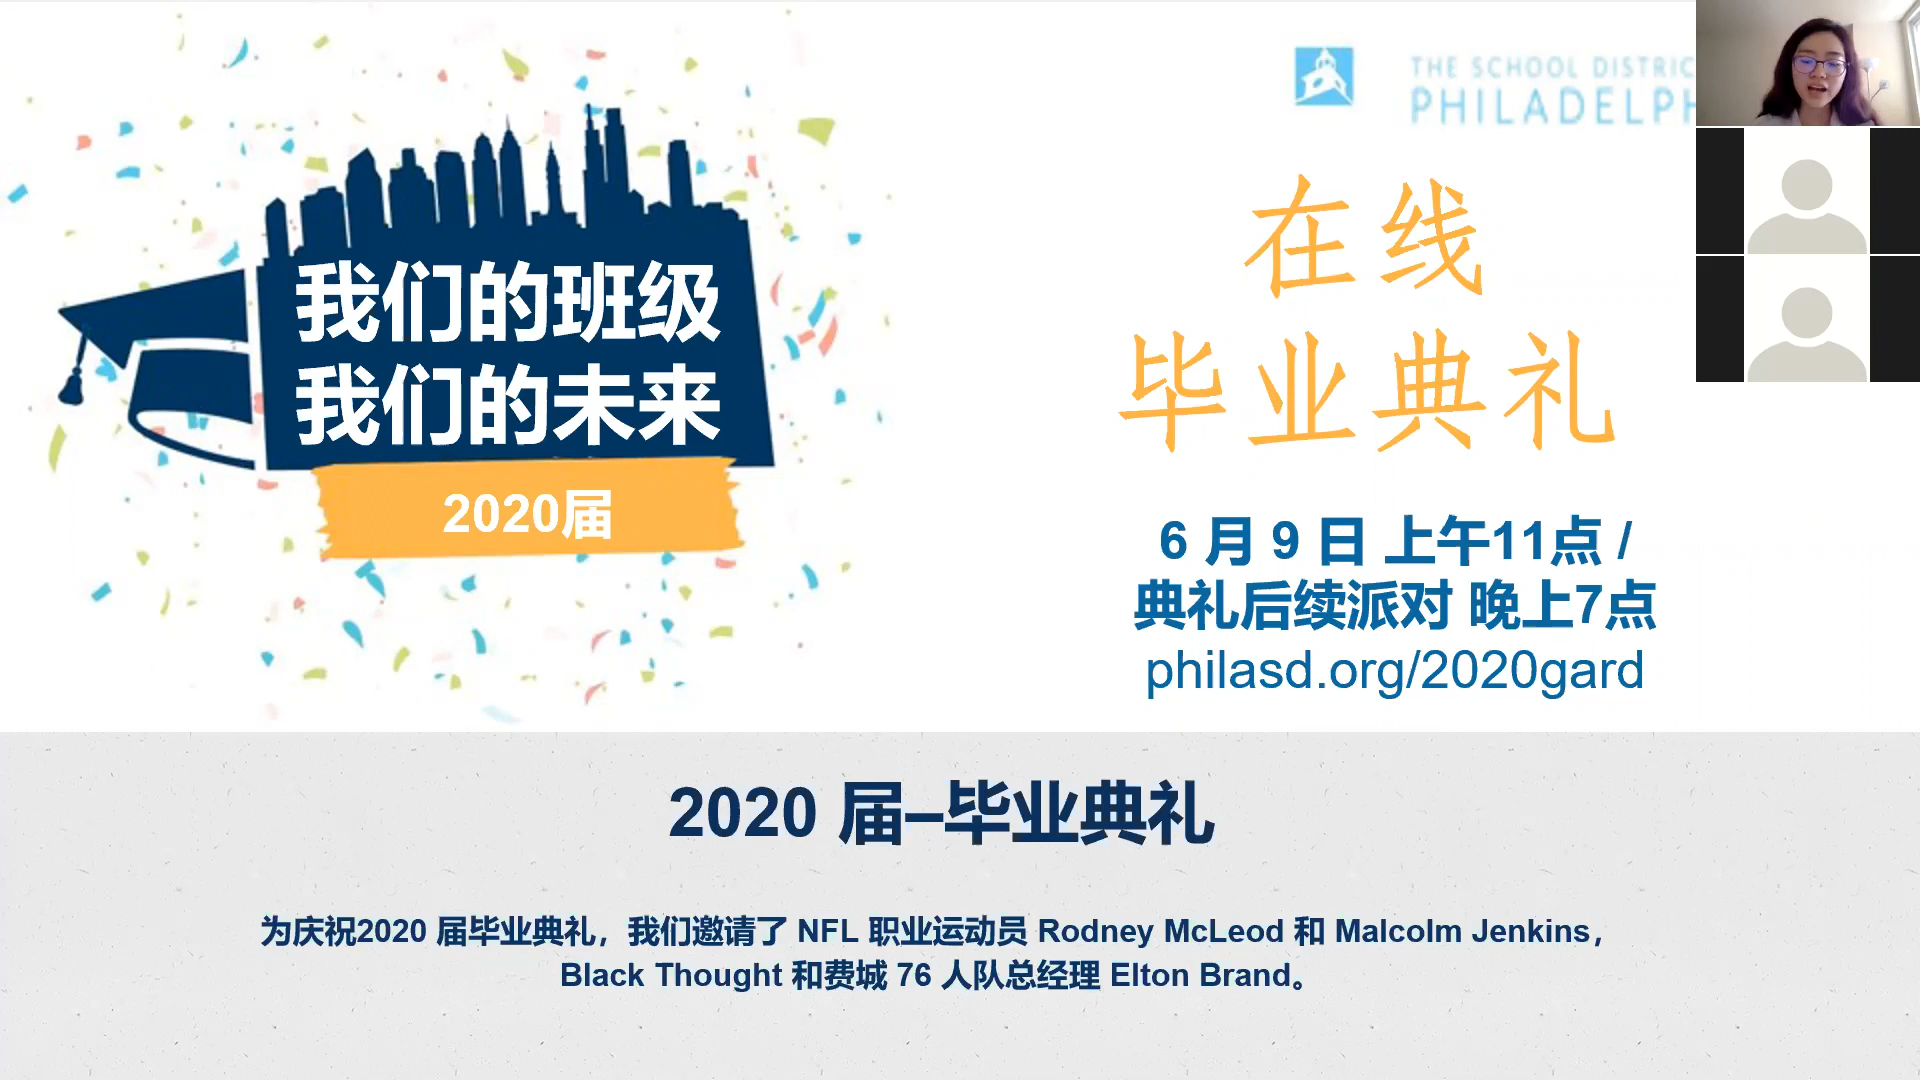 我们的班级
我们的未来
2020届
THE SCHOOL DISTRIC
PHILADELPH
在线
毕业典礼
6 月 9 日 上午11点 /
典礼后续派对 晚上7点
philasd.org/2020gard
2020 届–毕业典礼
为庆祝2020 届毕业典礼，我们邀请了 NFL 职业运动员 Rodney McLeod 和 Malcolm Jenkins，
Black Thought 和费城 76 人队总经理 Elton Brand。